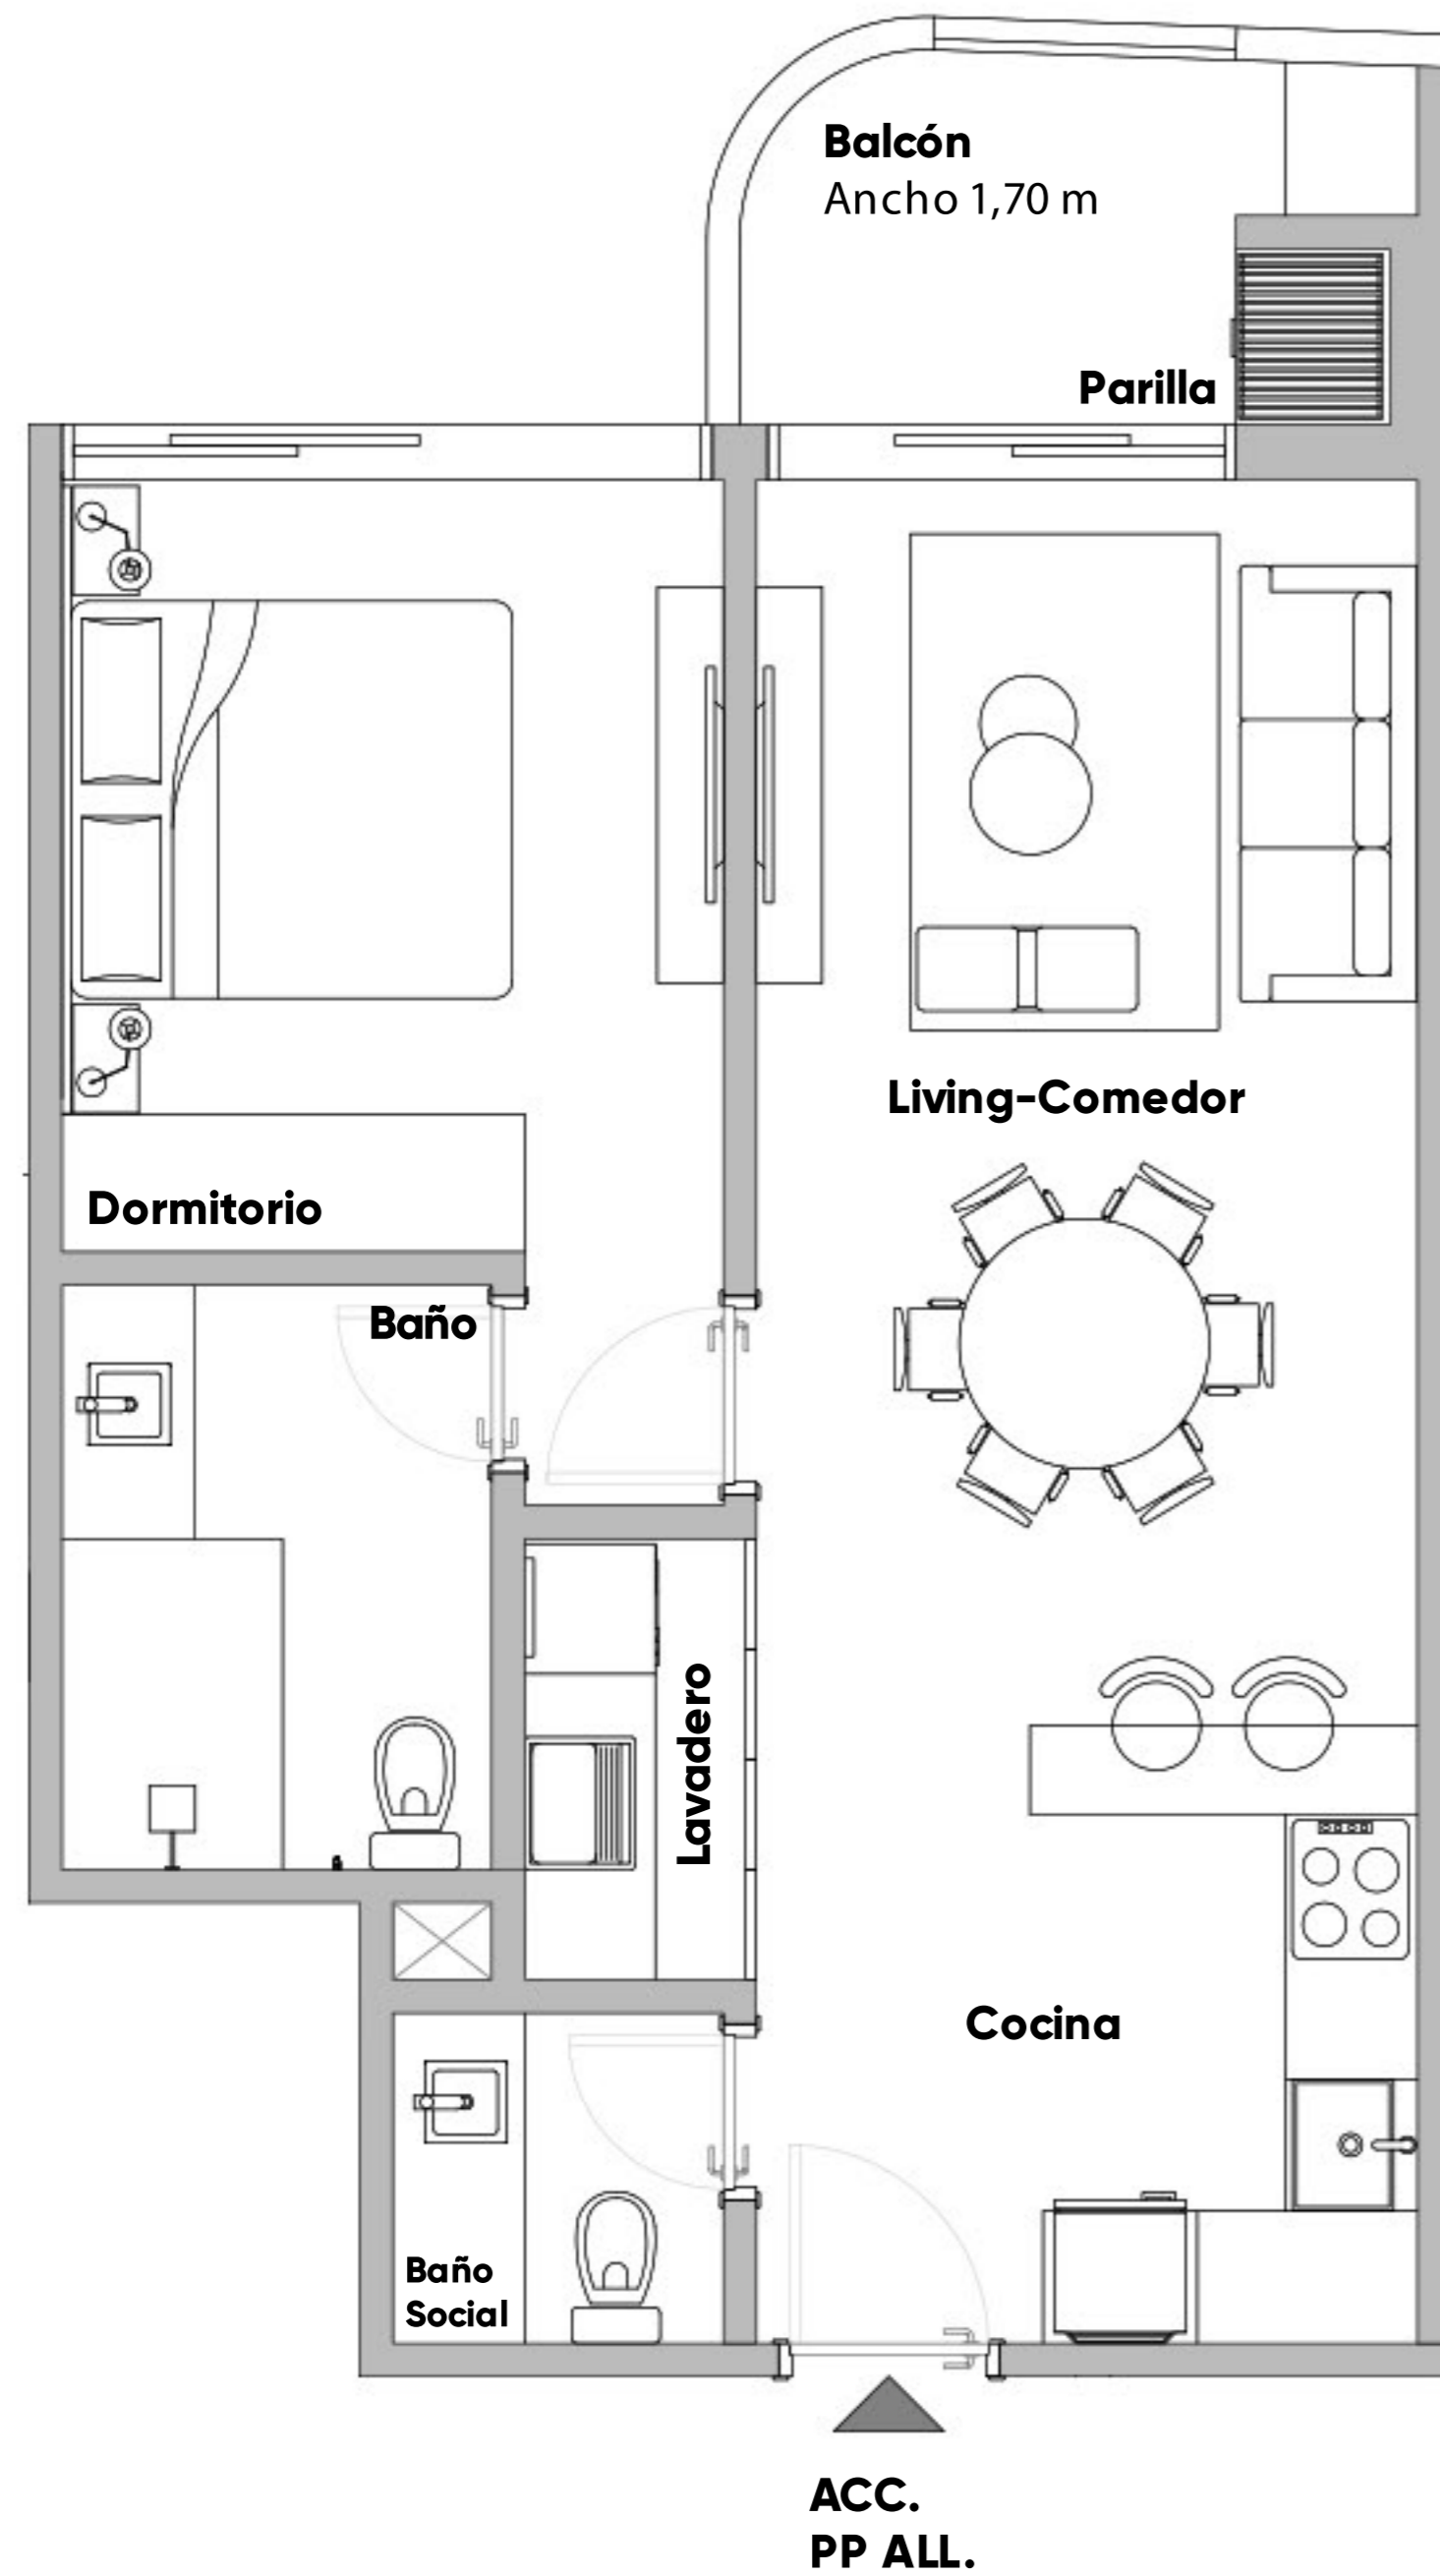 Balcón
Ancho 1,70 m
Parilla
Living-Comedor
Dormitorio
Baño
Lavadero
Cocina
Baño
Social
ACC.
PP ALL.